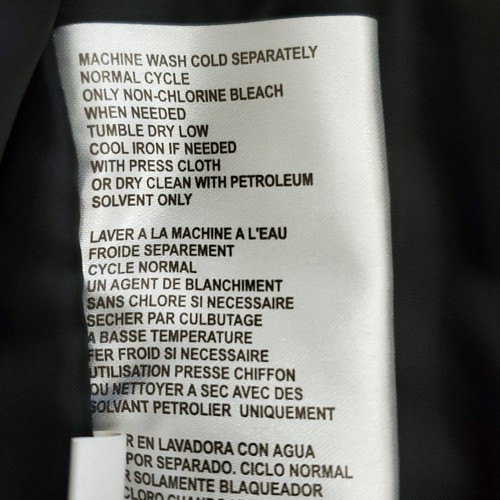 MACHINE WASH COLD SEPARATELY
NORMAL CYCLE
ONLY NON-CHLORINE BLEACH
WHEN NEEDED
TUMBLE DRY LOW
COOL IRON IF NEEDED
WITH PRESS CLOTH
OR DRY CLEAN WITH PETROLEUM
SOLVENT ONLY
LAVER A LA MACHINE A L'EAU
FROIDE SEPAREMENT
CYCLE NORMAL
UN AGENT DE BLANCHIMENT
SANS CHLORE SI NECESSAIRE
SECHER PAR CULBUTAGE
A BASSE TEMPERATURE
FER FROID SI NECESSAIRE
UTILISATION PRESSE CHIFFON
OU NETTOYER A SEC AVEC DES
SOLVANT PETROLIER UNIQUEMENT
EN LAVADORA CON AGUA
POR SEPARADO. CICLO NORMAL
SOLAMENTE BLAQUEADOR